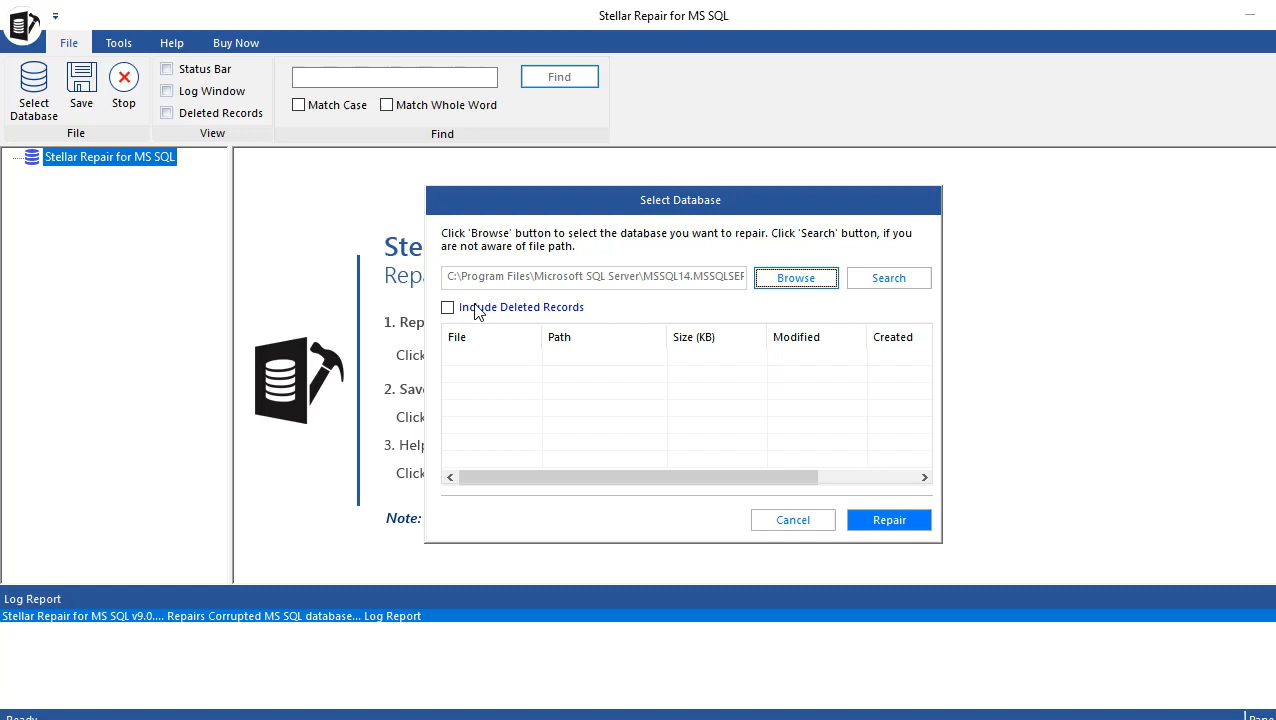 Stellar Repair for MS SQL
File Tools Help Buy Now
Select Database
Save
Stop
File
Status Bar
Log Window
Deleted Records
View
Find
Match Case Match Whole Word
Find
Stellar Repair for MS SQL
Select Database
Click 'Browse' button to select the database you want to repair. Click 'Search' button, if you
are not aware of file path.
C:\Program Files\Microsoft SQL Server\MSSQL14.MSSQLSER
Browse
Search
Include Deleted Records
File Path Size (KB) Modified Created
Cancel
Repair
Ste
Repa
1. Rep
Click
2. Save
Click
3. Help
Click
Note:
Log Report
Stellar Repair for MS SQL v9.0.... Repairs Corrupted MS SQL database... Log Report
Ready